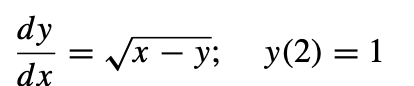 dy/dx = √(x − y);  y(2) = 1